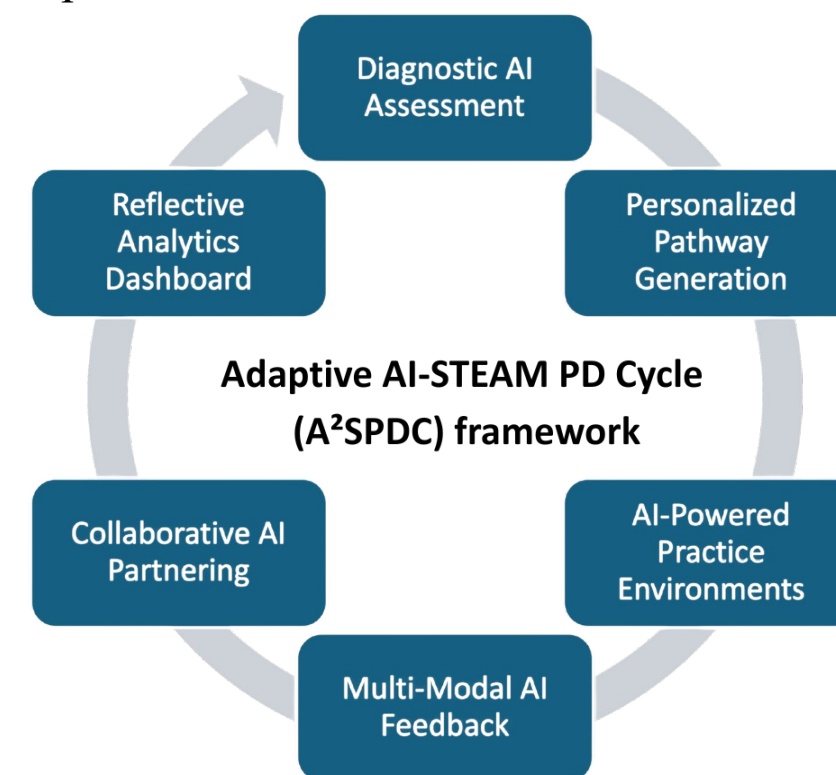 Diagnostic AI
Assessment
Personalized
Pathway
Generation
AI-Powered
Practice
Environments
Multi-Modal AI
Feedback
Collaborative AI
Partnering
Reflective
Analytics
Dashboard
Adaptive AI-STEAM PD Cycle
(A²SPDC) framework